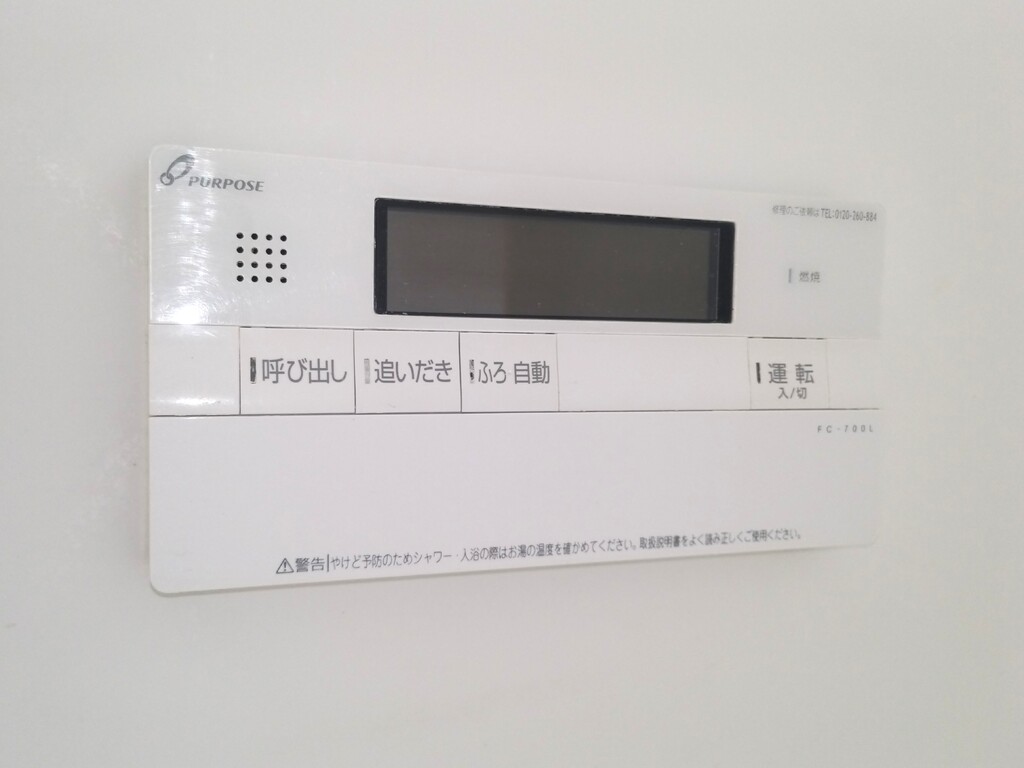 PURPOSE
修理のご依頼は TEL:0120-260-884
燃焼
呼び出し
追いだき
ふろ 自動
運転
入/切
FC-700L
警告 やけど予防のためシャワー・入浴の際はお湯の温度を確かめてください。取扱説明書をよく読み正しくご使用ください。